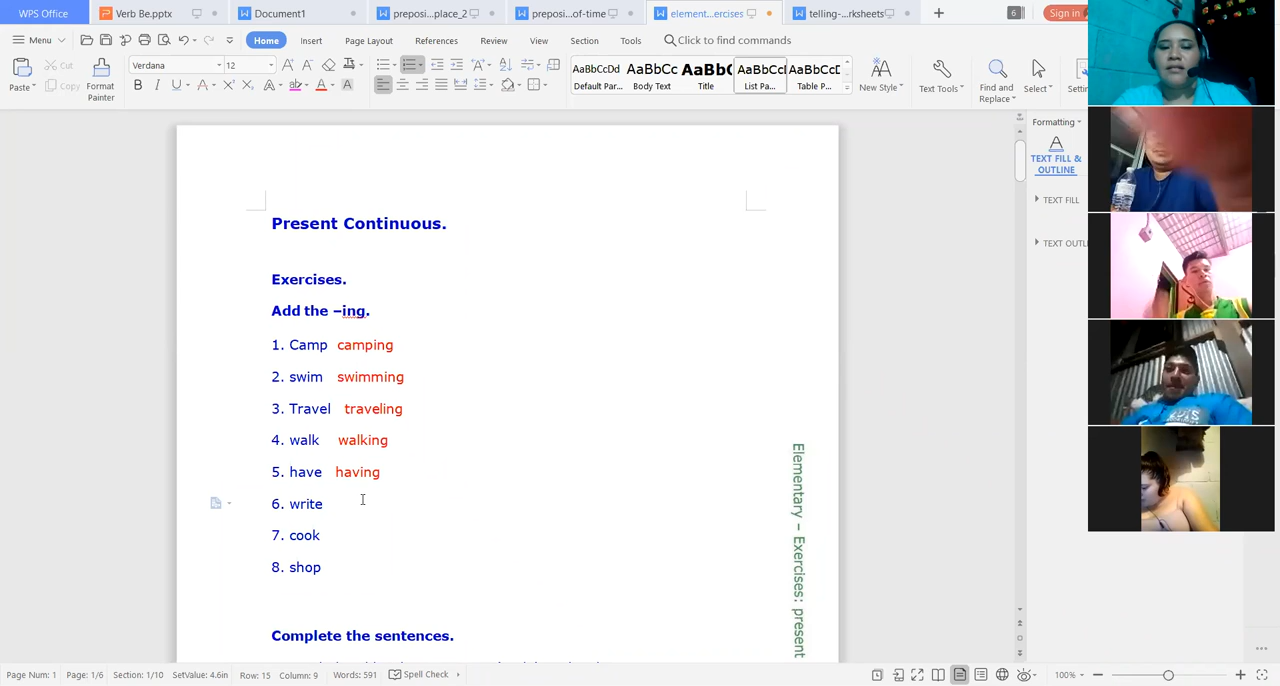 WPS Office Verb Be.pptx Document1 preposi...place_2 preposi...of-time element...ercises telling-...rksheets 6 Sign in
Menu Home Insert Page Layout References Review View Section Tools Click to find commands
Verdana 12 AaBbCcDd AaBbCc AaBb AaBbCcI AaBbCcD
Paste Cut Copy Format Painter B I U Default Par... Body Text Title List Pa... Table P... New Style Text Tools Find and Replace Select
Formatting
TEXT FILL & OUTLINE
TEXT FILL
Present Continuous.
Exercises.
Add the –ing.
1. Camp camping
2. swim swimming
3. Travel traveling
4. walk walking
5. have having
6. write
7. cook
8. shop
Complete the sentences.
Elementary – Exercises: present
Page Num: 1 Page: 1/6 Section: 1/10 SetValue: 4.6in Row: 15 Column: 9 Words: 591 Spell Check 100%